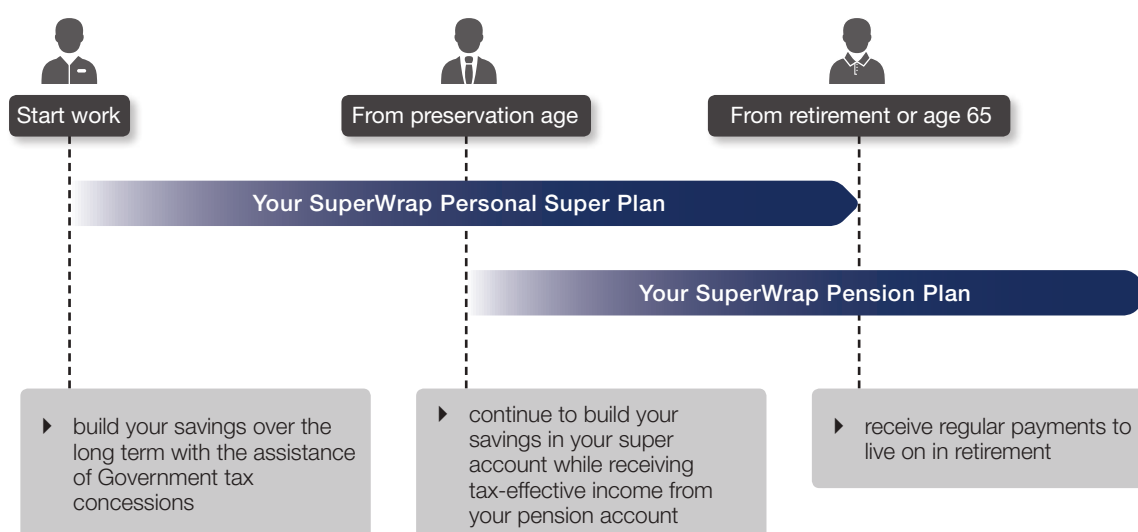 Start work
From preservation age
From retirement or age 65
Your SuperWrap Personal Super Plan
Your SuperWrap Pension Plan
build your savings over the
long term with the assistance
of Government tax
concessions
continue to build your
savings in your super
account while receiving
tax-effective income from
your pension account
receive regular payments to
live on in retirement